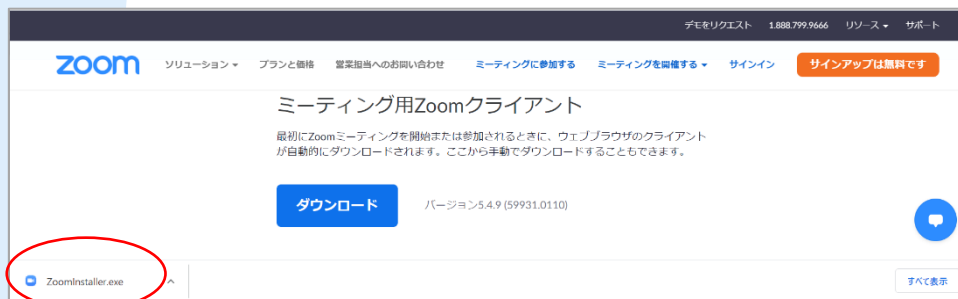 デモをリクエスト 1.888.799.9666 リソース サポート
zoom ソリューション プランと価格 営業担当へのお問い合わせ ミーティングに参加する ミーティングを開催する サインイン サインアップは無料です
ミーティング用Zoomクライアント
最初にZoomミーティングを開始または参加されるときに、ウェブブラウザのクライアント
が自動的にダウンロードされます。ここから手動でダウンロードすることもできます。
ダウンロード バージョン5.4.9 (59931.0110)
ZoomInstaller.exe すべて表示